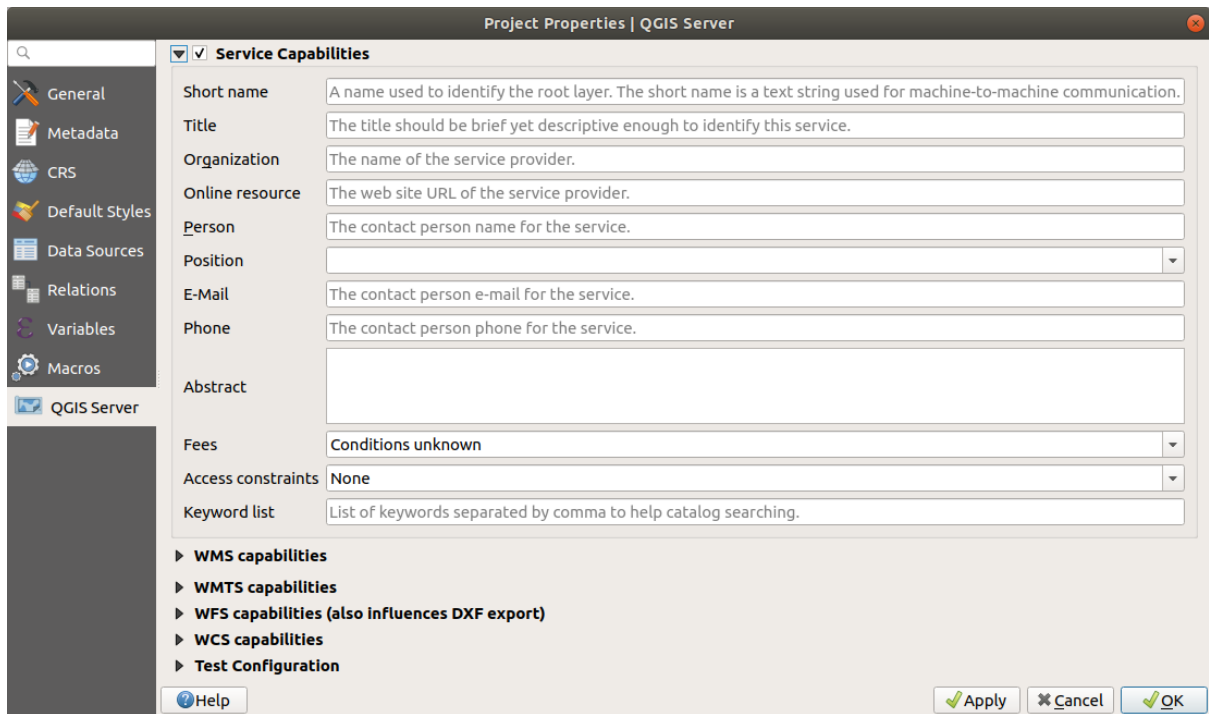 Project Properties | QGIS Server
General
Metadata
CRS
Default Styles
Data Sources
Relations
Variables
Macros
QGIS Server
Service Capabilities
Short name A name used to identify the root layer. The short name is a text string used for machine-to-machine communication.
Title The title should be brief yet descriptive enough to identify this service.
Organization The name of the service provider.
Online resource The web site URL of the service provider.
Person The contact person name for the service.
Position
E-Mail The contact person e-mail for the service.
Phone The contact person phone for the service.
Abstract
Fees Conditions unknown
Access constraints None
Keyword list List of keywords separated by comma to help catalog searching.
WMS capabilities
WMTS capabilities
WFS capabilities (also influences DXF export)
WCS capabilities
Test Configuration
Help Apply Cancel OK